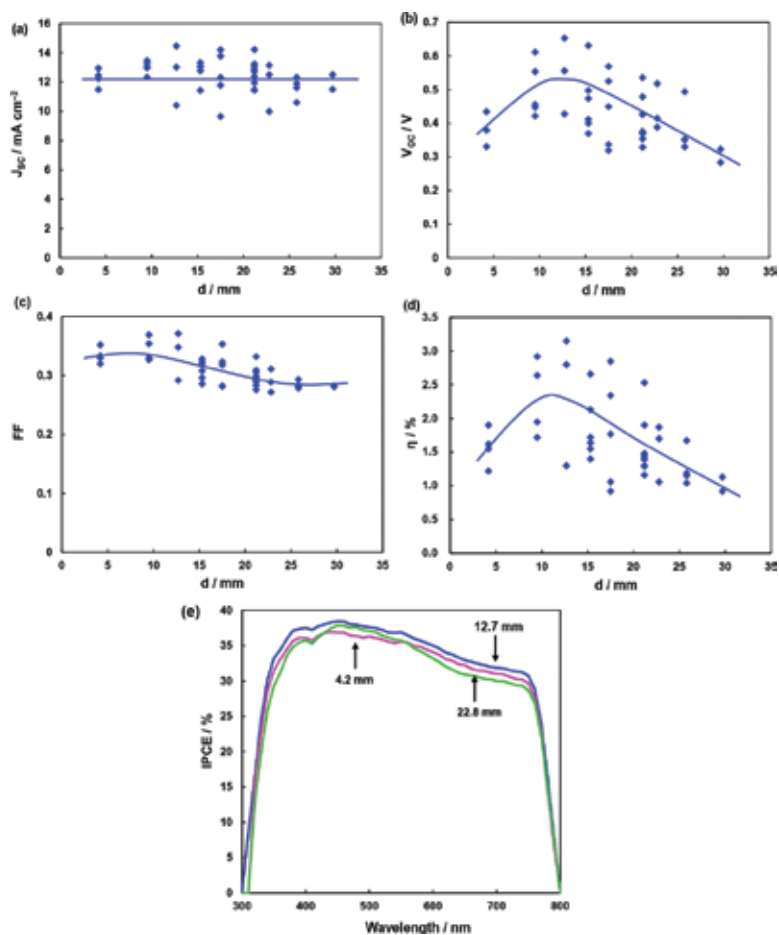 (a)
16
14
12
10
8
6
4
2
0
J_SC / mA cm⁻²
0 5 10 15 20 25 30 35
d / mm
(b)
0.7
0.6
0.5
0.4
0.3
0.2
0.1
0
V_OC / V
0 5 10 15 20 25 30 35
d / mm
(c)
0.4
0.3
0.2
0.1
0
FF
0 5 10 15 20 25 30 35
d / mm
(d)
3.5
3.0
2.5
2.0
1.5
1.0
0.5
0.0
η / %
0 5 10 15 20 25 30 35
d / mm
(e)
40
35
30
25
20
15
10
5
0
IPCE / %
12.7 mm
4.2 mm
22.8 mm
300 400 500 600 700 800
Wavelength / nm